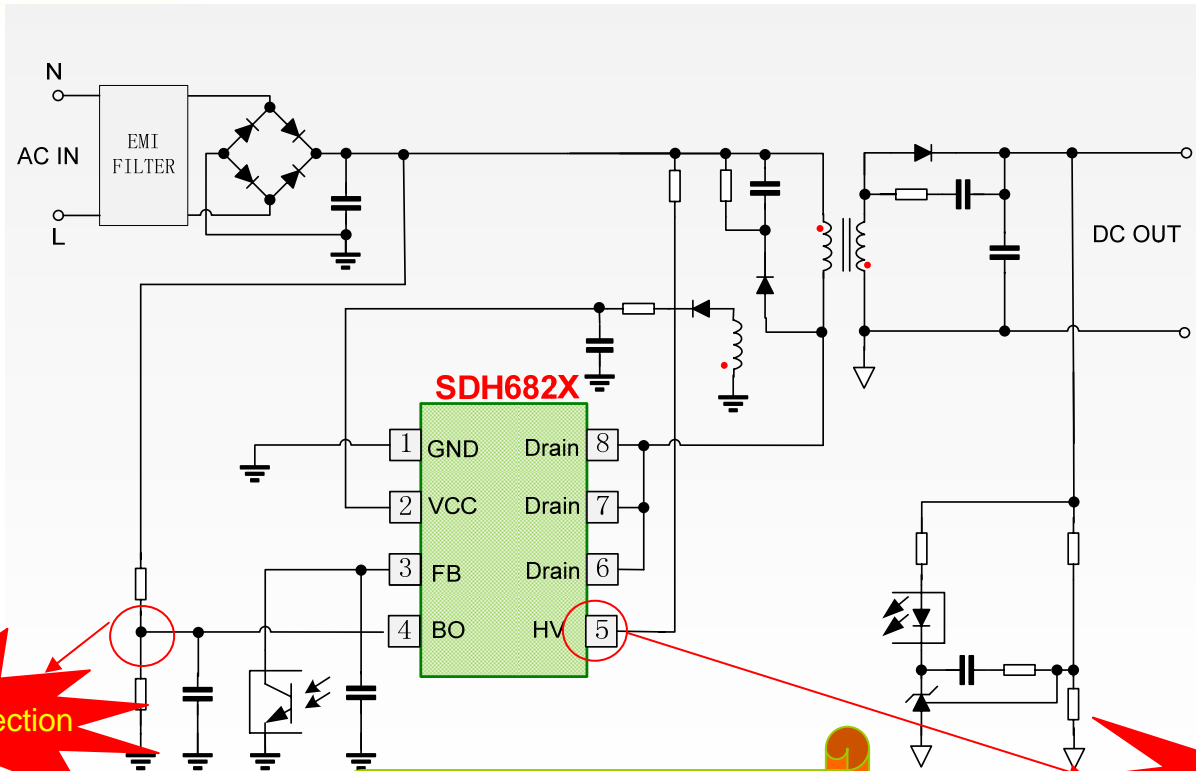 N
AC IN
EMI
FILTER
L
DC OUT
SDH682X
1 GND Drain 8
2 VCC Drain 7
3 FB Drain 6
4 BO HV 5